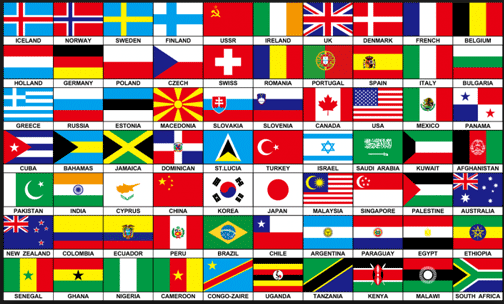 ICELAND NORWAY SWEDEN FINLAND USSR IRELAND UK DENMARK FRENCH BELGIUM
HOLLAND GERMANY POLAND CZECH SWISS ROMANIA PORTUGAL SPAIN ITALY BULGARIA
GREECE RUSSIA ESTONIA MACEDONIA SLOVAKIA SLOVENIA CANADA USA MEXICO PANAMA
CUBA BAHAMAS JAMAICA DOMINICAN ST.LUCIA TURKEY ISRAEL SAUDI ARABIA KUWAIT AFGHANISTAN
PAKISTAN INDIA CYPRUS CHINA KOREA JAPAN MALAYSIA SINGAPORE PALESTINE AUSTRALIA
NEW ZEALAND COLOMBIA ECUADOR PERU BRAZIL CHILE ARGENTINA PARAGUAY EGYPT ETHIOPIA
SENEGAL GHANA NIGERIA CAMEROON CONGO-ZAIRE UGANDA TANZANIA KENYA MALAWI SOUTH AFRICA